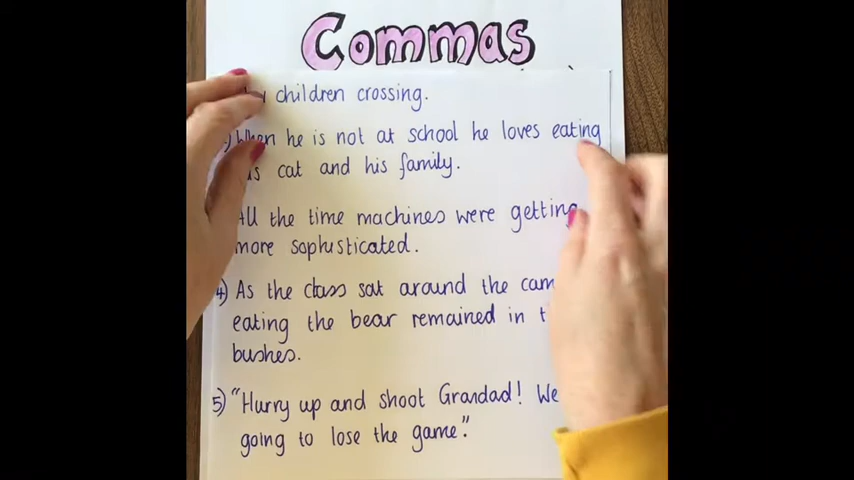 Commas
children crossing.
When he is not at school he loves eating
cat and his family.
All the time machines were getting
more sophisticated.
4) As the class sat around the
eating the bear remained in
bushes.
5) "Hurry up and shoot Grandad! We
going to lose the game."